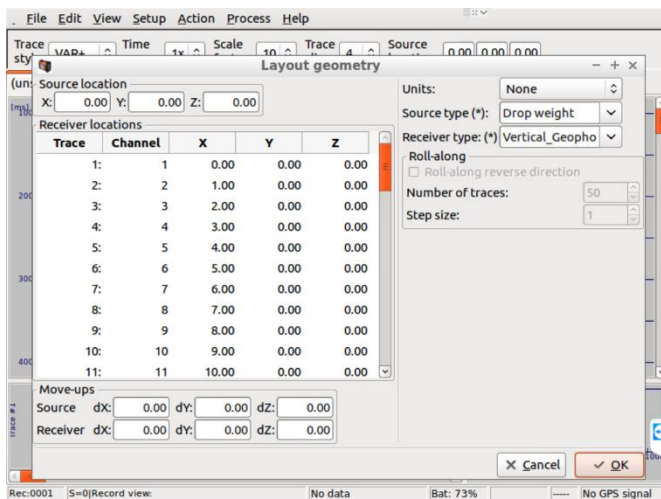 File Edit View Setup Action Process Help
Trace Time Scale Trace Source
styl VAR+ 1x 10 4 0.00 0.00 0.00
Layout geometry
(uns
[ms]
100
200
300
400
Source location
X: 0.00 Y: 0.00 Z: 0.00
Receiver locations
Trace Channel X Y Z
1: 1 0.00 0.00 0.00
2: 2 1.00 0.00 0.00
3: 3 2.00 0.00 0.00
4: 4 3.00 0.00 0.00
5: 5 4.00 0.00 0.00
6: 6 5.00 0.00 0.00
7: 7 6.00 0.00 0.00
8: 8 7.00 0.00 0.00
9: 9 8.00 0.00 0.00
10: 10 9.00 0.00 0.00
11: 11 10.00 0.00 0.00
Move-ups
Source dX: 0.00 dY: 0.00 dZ: 0.00
Receiver dX: 0.00 dY: 0.00 dZ: 0.00
Units: None
Source type (*): Drop weight
Receiver type: (*) Vertical_Geopho
Roll-along
Roll-along reverse direction
Number of traces: 50
Step size: 1
Cancel OK
Trace #1
Rec:0001 S=0|Record view: No data Bat: 73% ----- No GPS signal